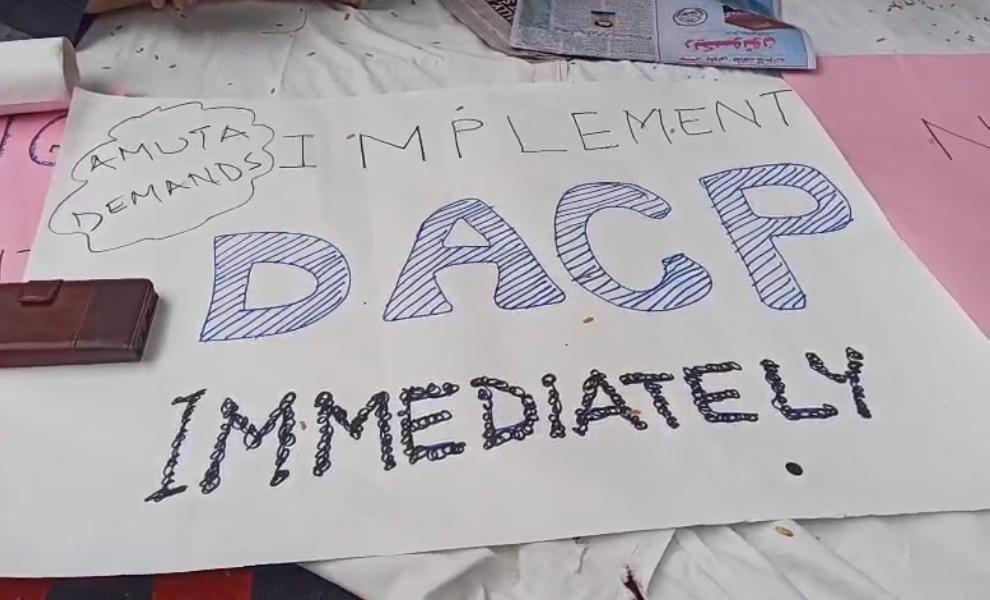 AMUTA
DEMANDS
IMPLEMENT
DACP
IMMEDIATELY